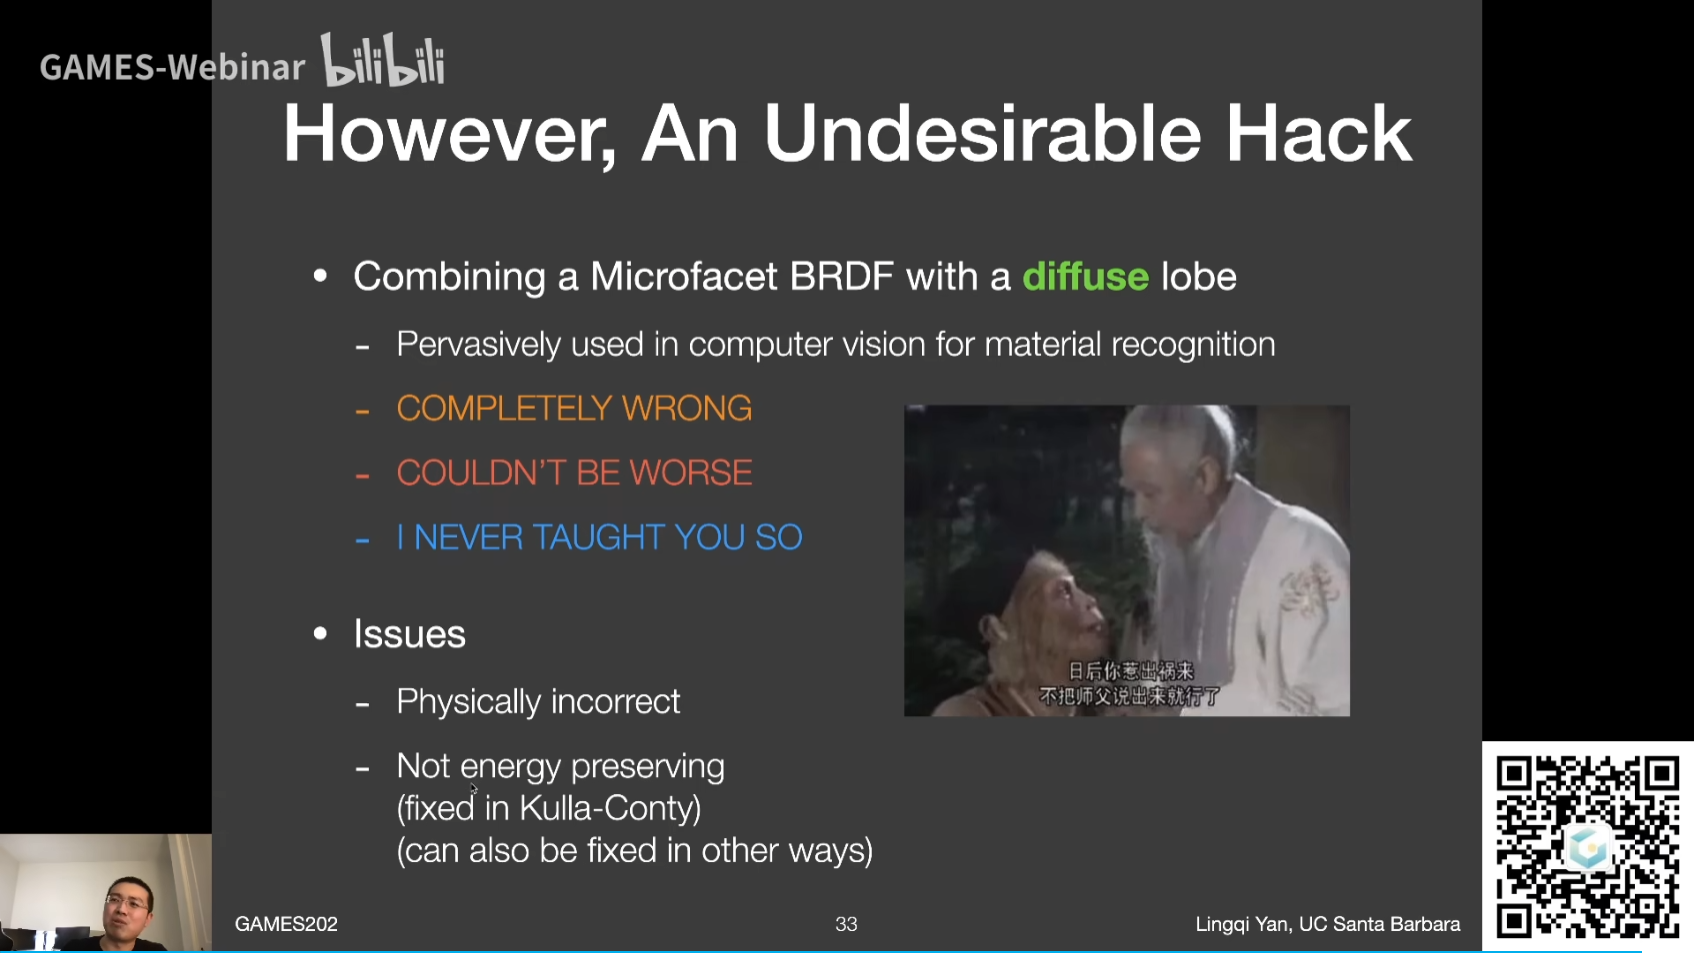 GAMES-Webinar bilibili
However, An Undesirable Hack
• Combining a Microfacet BRDF with a diffuse lobe
- Pervasively used in computer vision for material recognition
- COMPLETELY WRONG
- COULDN'T BE WORSE
- I NEVER TAUGHT YOU SO
日后你惹出祸来
不把师父说出来就行了
• Issues
- Physically incorrect
- Not energy preserving
(fixed in Kulla-Conty)
(can also be fixed in other ways)
GAMES202
33
Lingqi Yan, UC Santa Barbara